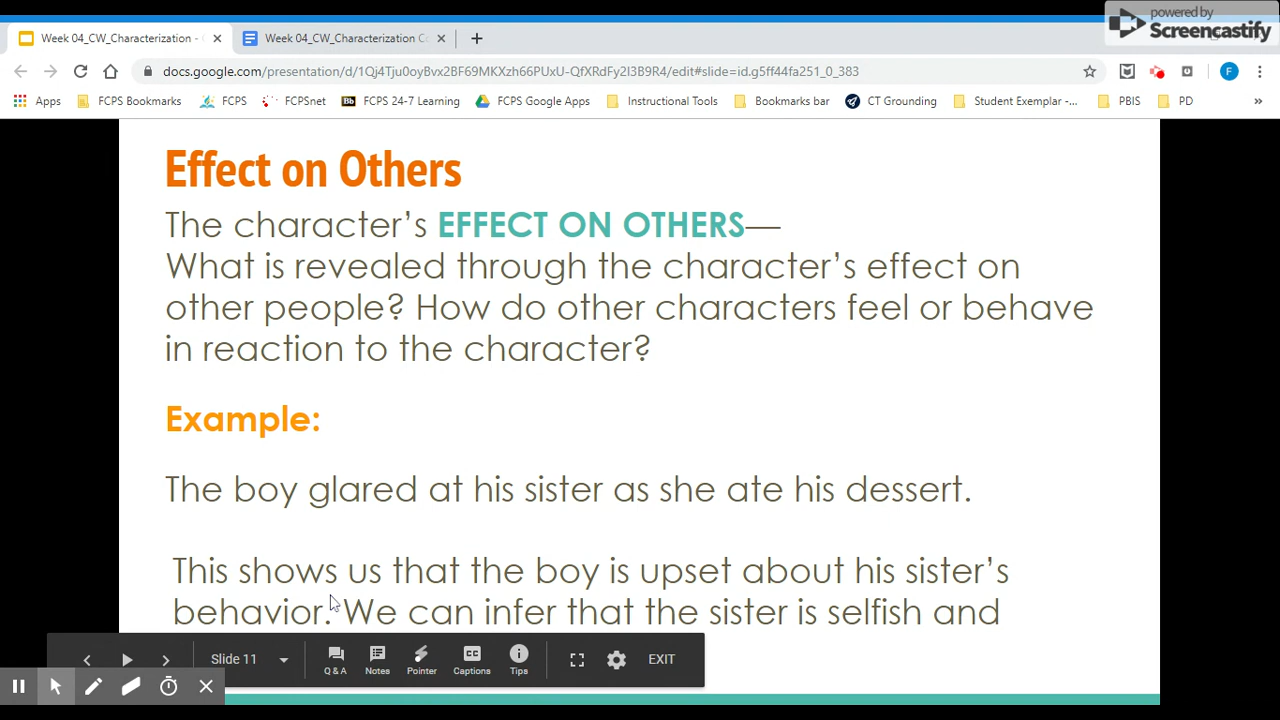 powered by
Screencastify
Week 04_CW_Characterization -
Week 04_CW_Characterization C
docs.google.com/presentation/d/1Qj4Tju0oyBvx2BF69MKXzh66PUxU-QfXRdFy2I3B9R4/edit#slide=id.g5ff44fa251_0_383
F
Apps
FCPS Bookmarks
FCPS
FCPSnet
Bb
FCPS 24-7 Learning
FCPS Google Apps
Instructional Tools
Bookmarks bar
CT Grounding
Student Exemplar -...
PBIS
PD
»
Effect on Others
The character’s EFFECT ON OTHERS—
What is revealed through the character’s effect on
other people? How do other characters feel or behave
in reaction to the character?
Example:
The boy glared at his sister as she ate his dessert.
This shows us that the boy is upset about his sister’s
behavior. We can infer that the sister is selfish and
Slide 11
Q & A
Notes
Pointer
Captions
Tips
EXIT